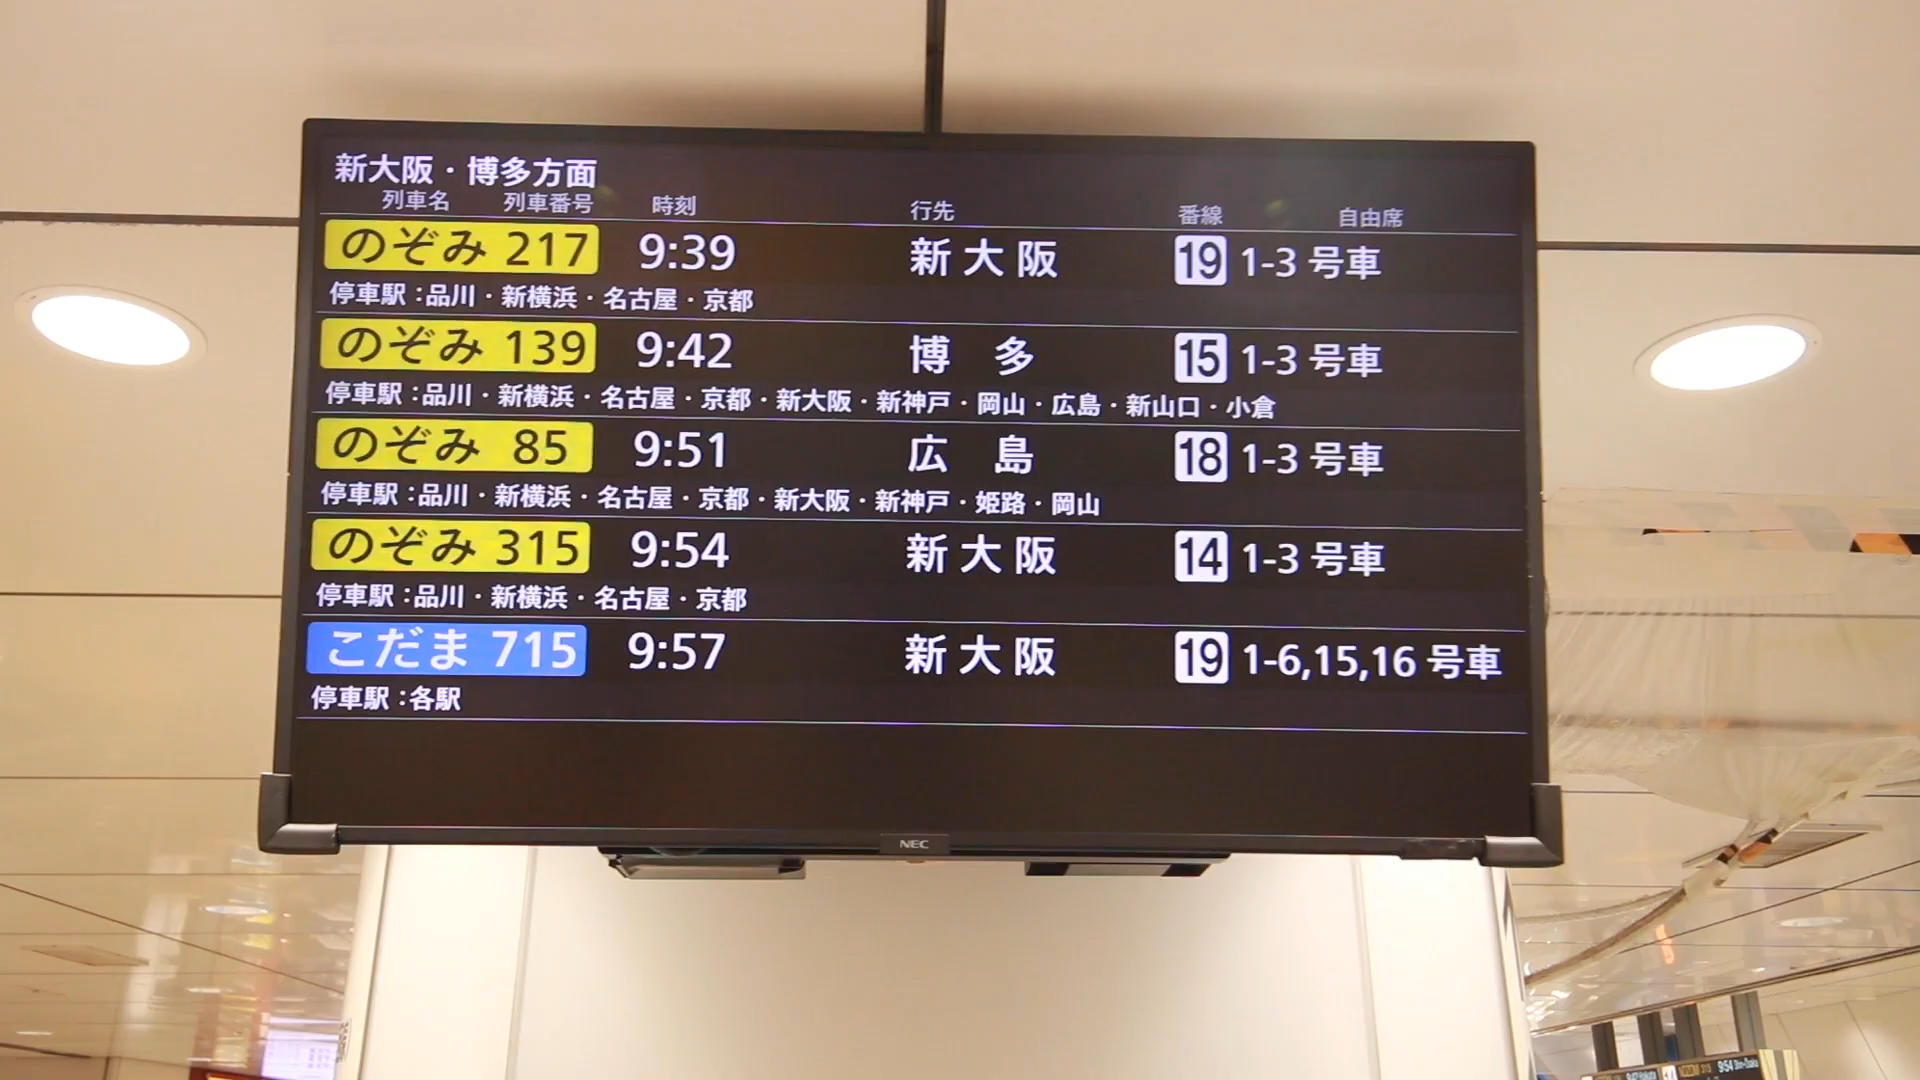 新大阪・博多方面
列車名 列車番号 時刻 行先 番線 自由席
のぞみ 217 9:39 新大阪 19 1-3 号車
停車駅:品川・新横浜・名古屋・京都
のぞみ 139 9:42 博多 15 1-3 号車
停車駅:品川・新横浜・名古屋・京都・新大阪・新神戸・岡山・広島・新山口・小倉
のぞみ 85 9:51 広島 18 1-3 号車
停車駅:品川・新横浜・名古屋・京都・新大阪・新神戸・姫路・岡山
のぞみ 315 9:54 新大阪 14 1-3 号車
停車駅:品川・新横浜・名古屋・京都
こだま 715 9:57 新大阪 19 1-6,15,16 号車
停車駅:各駅
NEC
9:54 Shin-Osaka